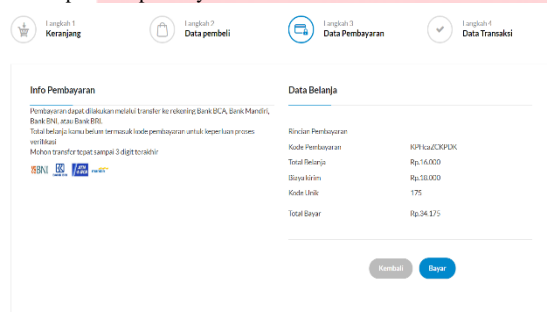 Langkah 1
Keranjang
Langkah 2
Data pembeli
Langkah 3
Data Pembayaran
Langkah 4
Data Transaksi
Info Pembayaran
Pembayaran dapat dilakukan melalui transfer ke rekening Bank BCA, Bank Mandiri,
Bank BNI, atau Bank BRI.
Total belanja kamu belum termasuk kode pembayaran untuk keperluan proses
verifikasi
Mohon transfer tepat sampai 3 digit terakhir
BNI
Data Belanja
Rincian Pembayaran
Kode Pembayaran
Total Belanja Rp.16.000
Biaya kirim Rp.18.000
Kode Unik 175
Total Bayar Rp.34.175
Kembali Bayar